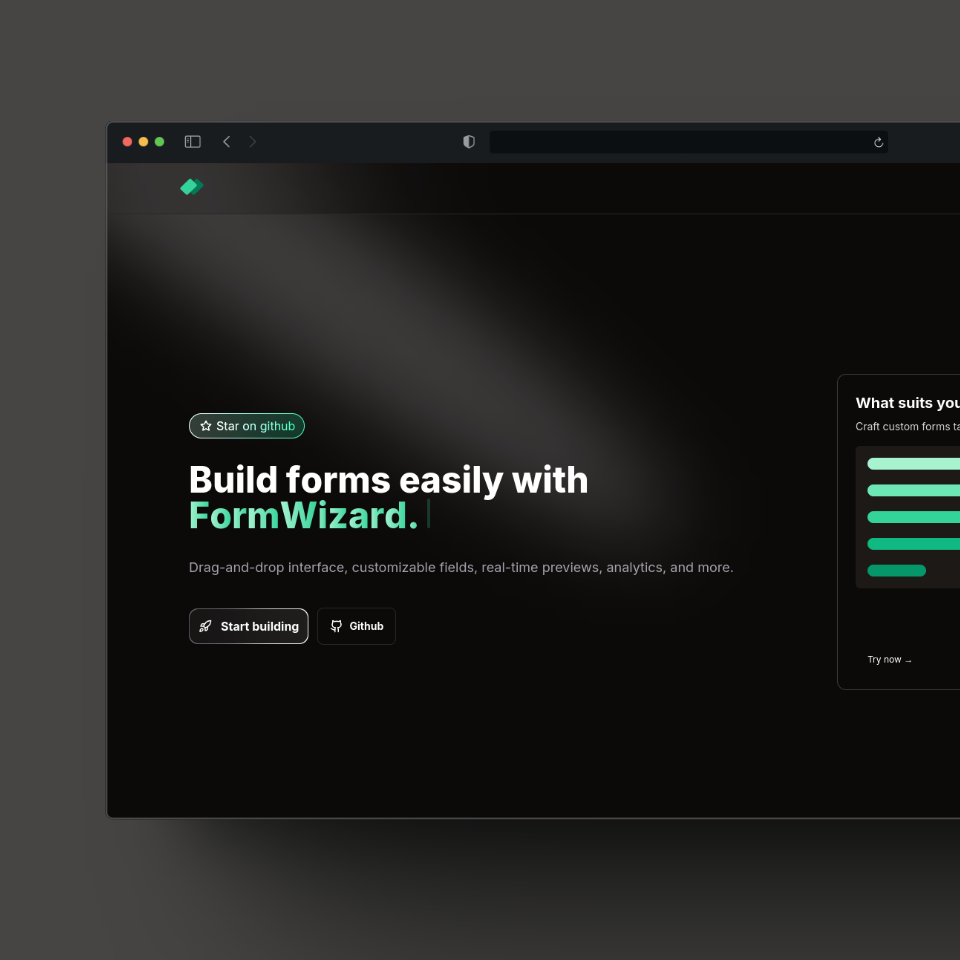 Star on github
Build forms easily with
FormWizard.
Drag-and-drop interface, customizable fields, real-time previews, analytics, and more.
Start building
Github
What suits you
Craft custom forms ta
Try now →